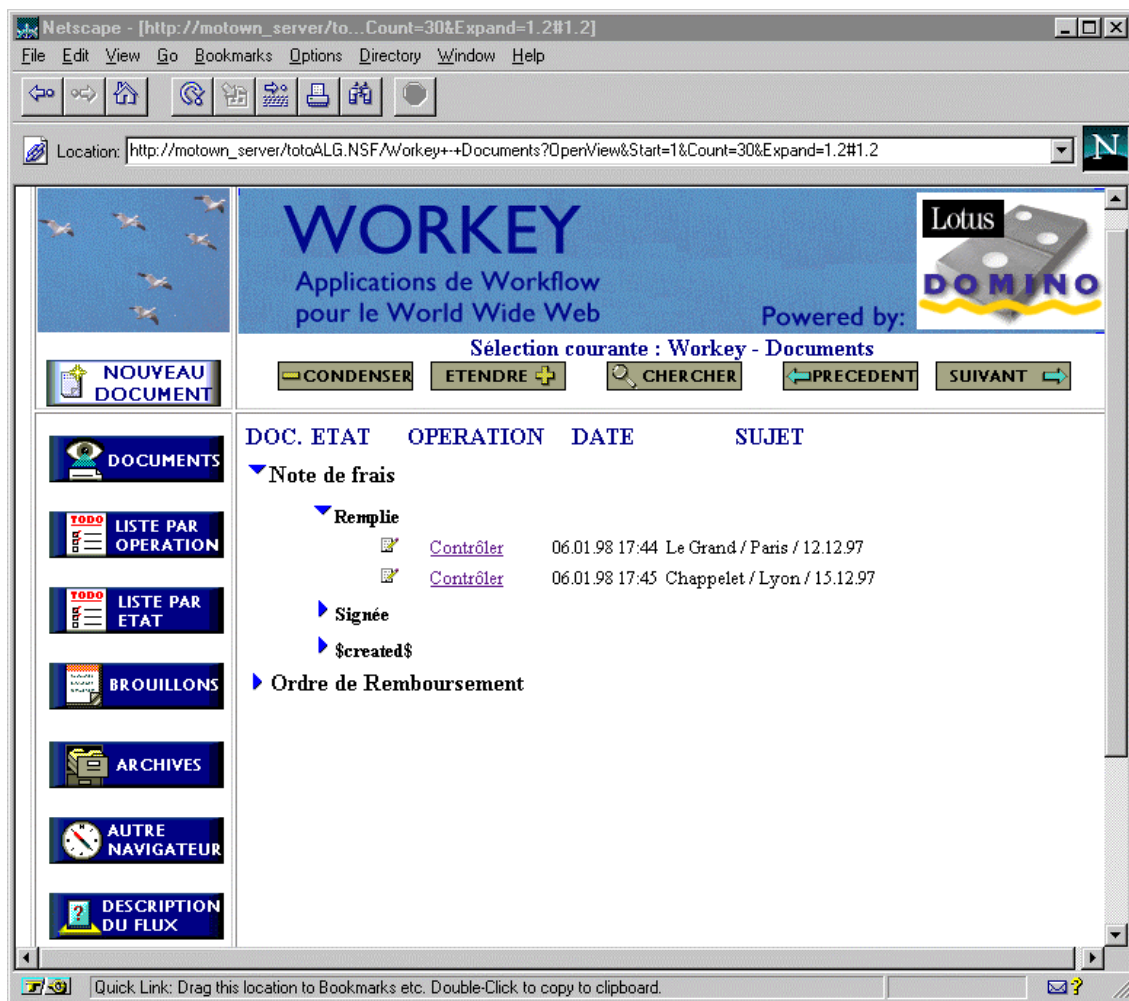 Netscape - [http://motown_server/to...Count=30&Expand=1.2#1.2]
File Edit View Go Bookmarks Options Directory Window Help
Location: http://motown_server/totoALG.NSF/Workey+-+Documents?OpenView&Start=1&Count=30&Expand=1.2#1.2
N
WORKEY
Applications de Workflow
pour le World Wide Web
Powered by:
Lotus
DOMINO
NOUVEAU
DOCUMENT
Sélection courante : Workey - Documents
CONDENSER ETENDRE CHERCHER PRECEDENT SUIVANT
DOCUMENTS
TODO LISTE PAR
OPERATION
TODO LISTE PAR
ETAT
BROUILLONS
ARCHIVES
AUTRE
NAVIGATEUR
? DESCRIPTION
DU FLUX
DOC. ETAT OPERATION DATE SUJET
Note de frais
Remplie
Contrôler 06.01.98 17:44 Le Grand / Paris / 12.12.97
Contrôler 06.01.98 17:45 Chappelet / Lyon / 15.12.97
Signée
$created$
Ordre de Remboursement
Quick Link: Drag this location to Bookmarks etc. Double-Click to copy to clipboard.
?